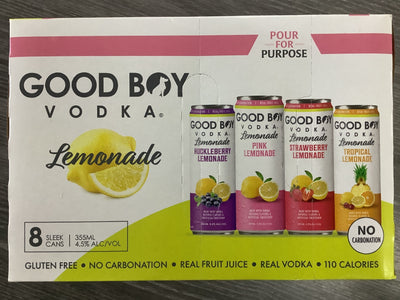 POUR
FOR
PURPOSE
GOOD BOY
VODKA®
Lemonade
GOOD BOY
VODKA
Lemonade
HUCKLEBERRY
LEMONADE
GOOD BOY
VODKA
Lemonade
PINK
LEMONADE
GOOD BOY
VODKA
Lemonade
STRAWBERRY
LEMONADE
GOOD BOY
VODKA
Lemonade
TROPICAL
LEMONADE
8 SLEEK CANS
355ML
4.5% ALC/VOL
NO
CARBONATION
GLUTEN FREE • NO CARBONATION • REAL FRUIT JUICE • REAL VODKA • 110 CALORIES